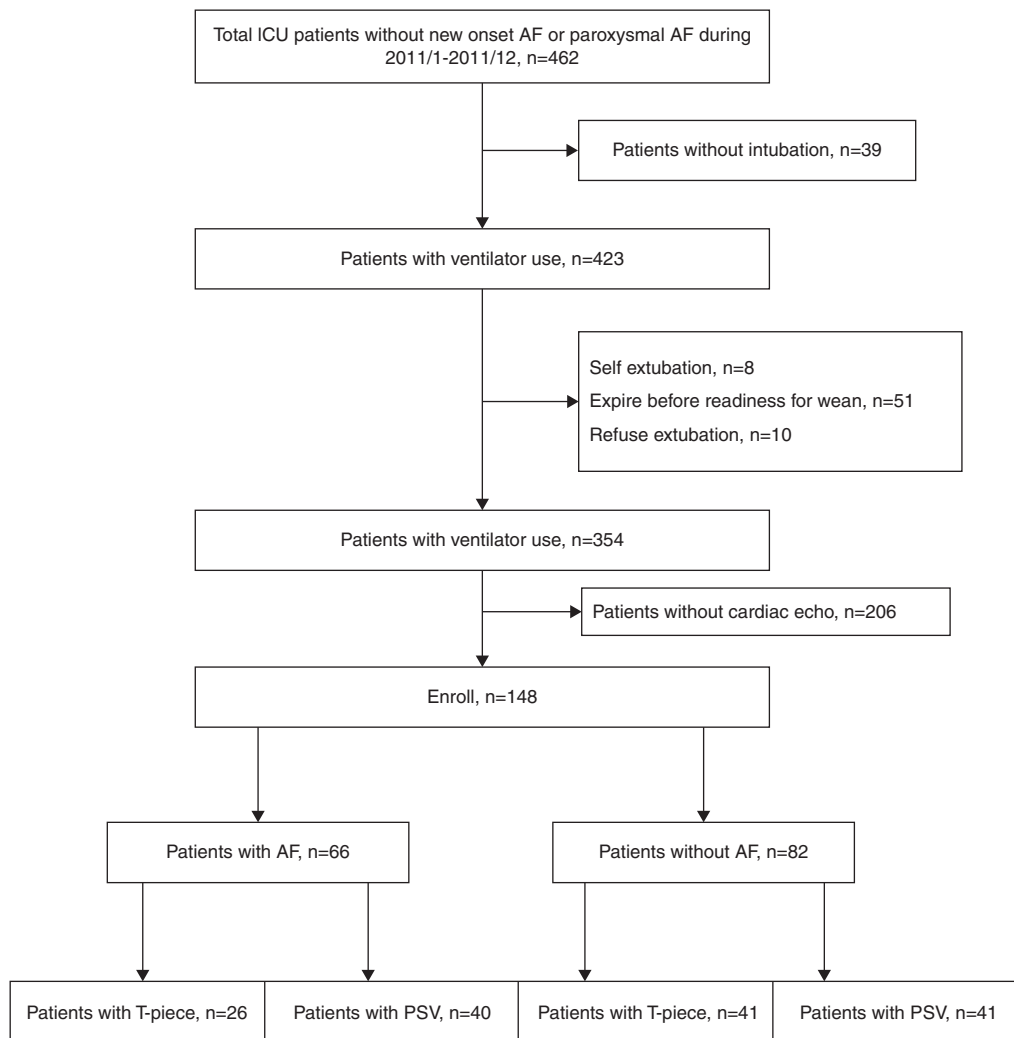 Total ICU patients without new onset AF or paroxysmal AF during
2011/1-2011/12, n=462
Patients without intubation, n=39
Patients with ventilator use, n=423
Self extubation, n=8
Expire before readiness for wean, n=51
Refuse extubation, n=10
Patients with ventilator use, n=354
Patients without cardiac echo, n=206
Enroll, n=148
Patients with AF, n=66
Patients without AF, n=82
Patients with T-piece, n=26
Patients with PSV, n=40
Patients with T-piece, n=41
Patients with PSV, n=41